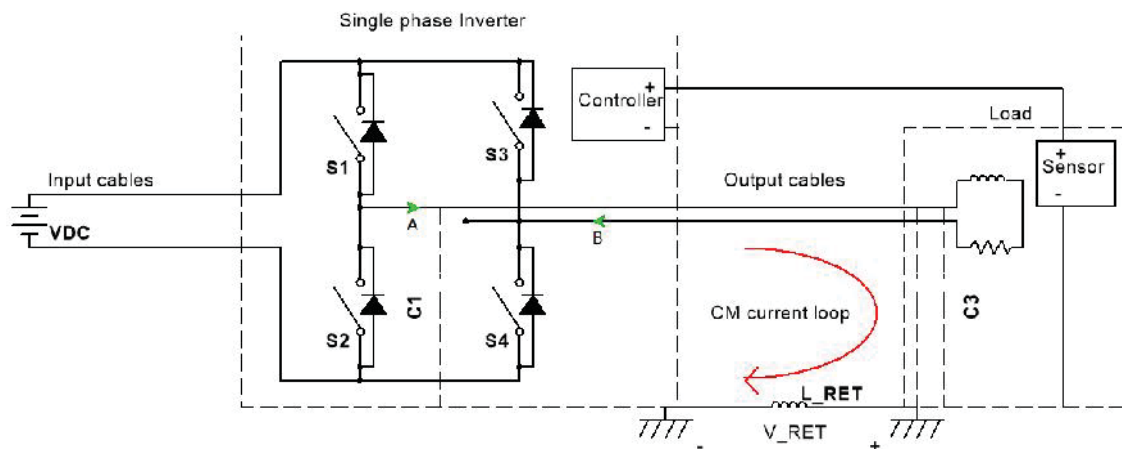 Single phase Inverter
Controller
+
-
Load
+
Sensor
-
S1
S3
Input cables
Output cables
VDC
A
B
C1
C3
S2
S4
CM current loop
L_RET
-
V_RET
+